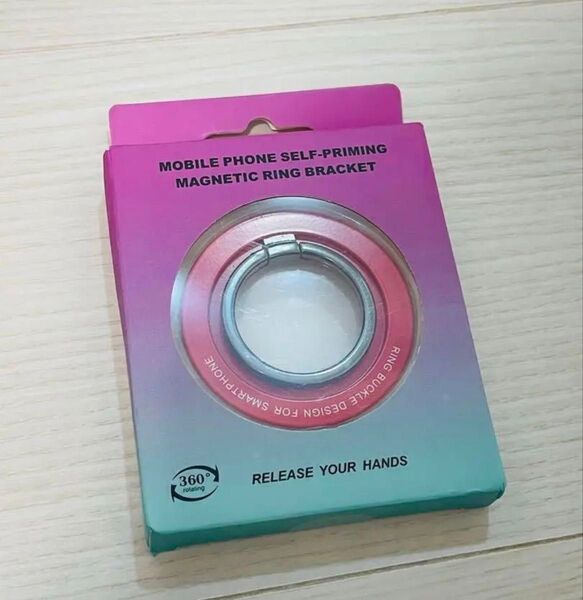 MOBILE PHONE SELF-PRIMING
MAGNETIC RING BRACKET
RING BUCKLE DESIGN FOR SMARTPHONE
360°
rotating
RELEASE YOUR HANDS